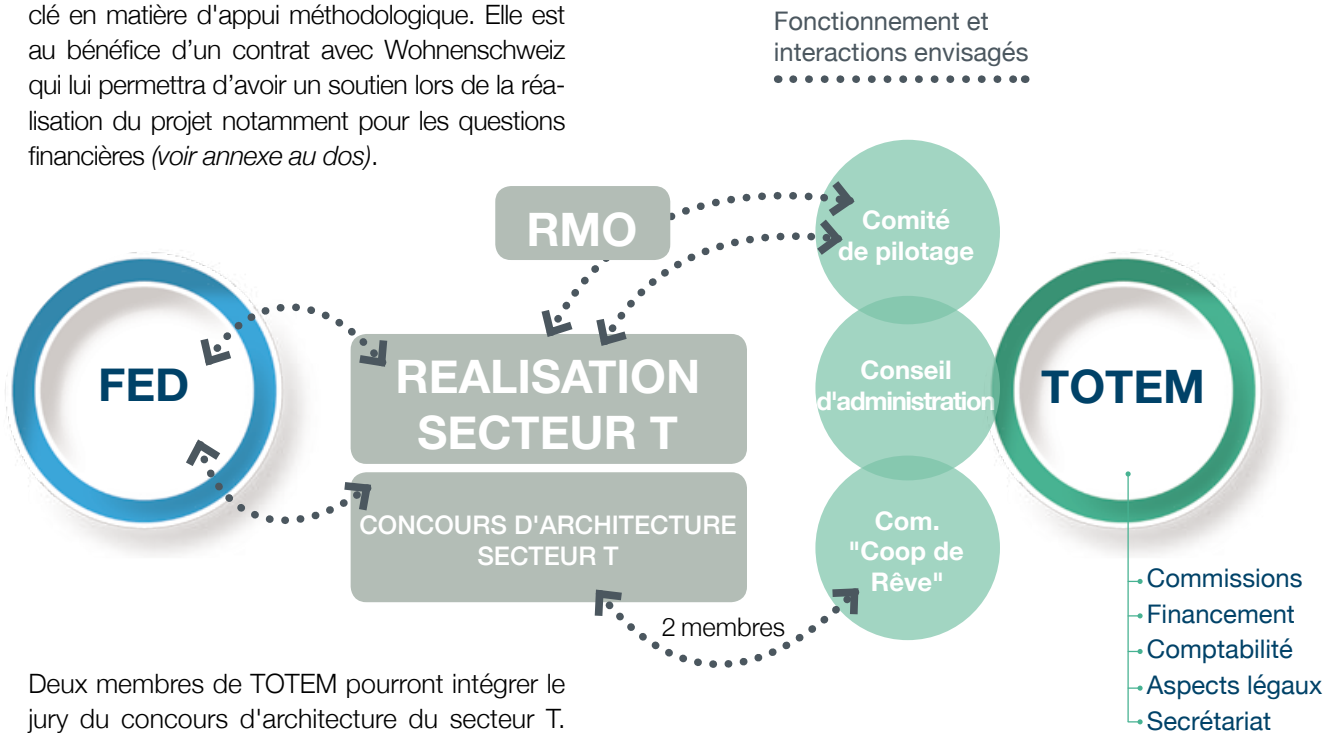 clé en matière d'appui méthodologique. Elle est
au bénéfice d'un contrat avec Wohnenschweiz
qui lui permettra d'avoir un soutien lors de la réa-
lisation du projet notamment pour les questions
financières (voir annexe au dos).
Fonctionnement et
interactions envisagés
RMO
Comité
de pilotage
FED
REALISATION
SECTEUR T
Conseil
d'administration
TOTEM
CONCOURS D'ARCHITECTURE
SECTEUR T
Com.
"Coop de
Rêve"
2 membres
Commissions
Financement
Comptabilité
Aspects légaux
Secrétariat
Deux membres de TOTEM pourront intégrer le
jury du concours d'architecture du secteur T.